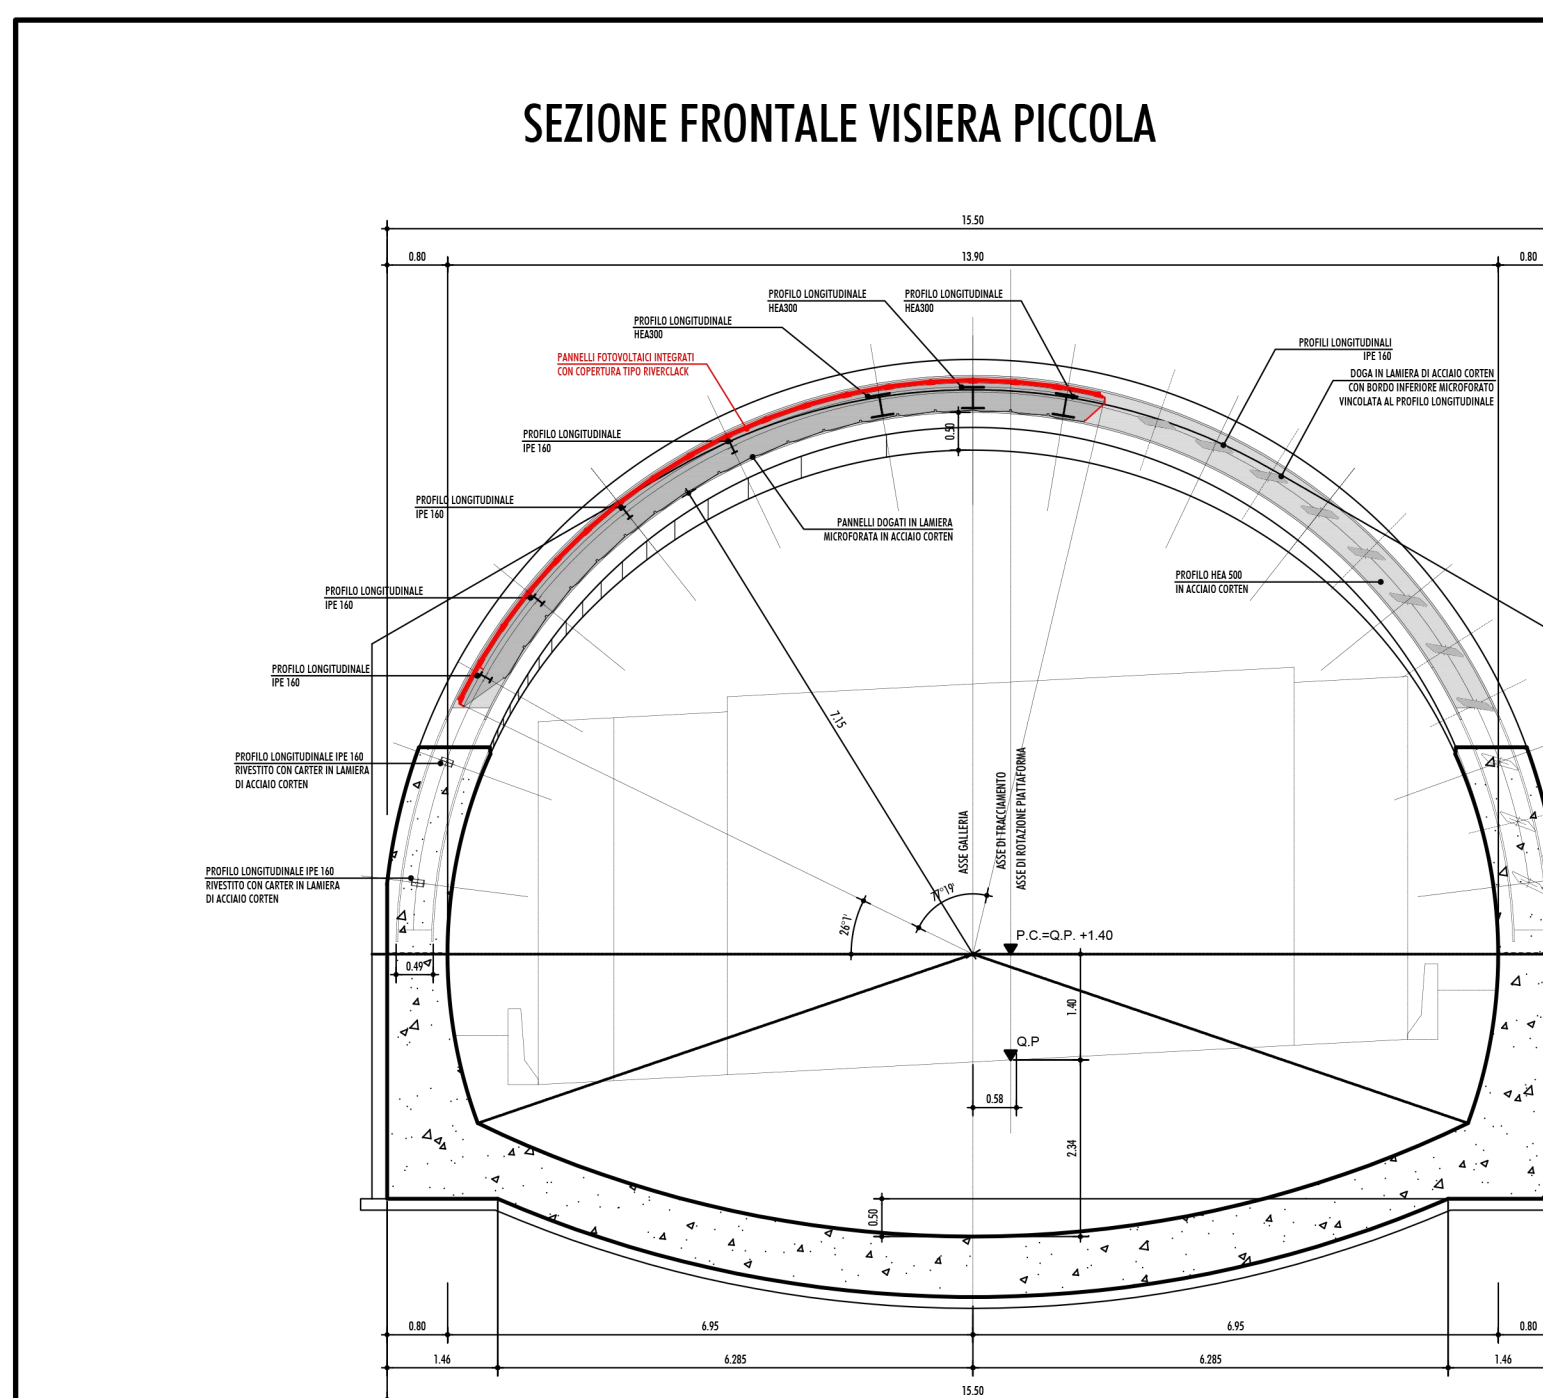 SEZIONE FRONTALE VISIERA PICCOLA
15.50
0.80
13.90
0.80
PROFILO LONGITUDINALE
HEA300
PROFILO LONGITUDINALE
HEA300
PROFILO LONGITUDINALE
HEA300
PANNELLI FOTOVOLTAICI INTEGRATI
CON COPERTURA TIPO RIVERCLACK
PROFILI LONGITUDINALI
IPE 160
DOGA IN LAMIERA DI ACCIAIO CORTEN
CON BORDO INFERIORE MICROFORATO
VINCOLATA AL PROFILO LONGITUDINALE
PROFILO LONGITUDINALE
IPE 160
0.50
PROFILO LONGITUDINALE
IPE 160
PANNELLI DOGATI IN LAMIERA
MICROFORATA IN ACCIAIO CORTEN
PROFILO HEA 500
IN ACCIAIO CORTEN
PROFILO LONGITUDINALE
IPE 160
PROFILO LONGITUDINALE
IPE 160
7.15
PROFILO LONGITUDINALE IPE 160
RIVESTITO CON CARTER IN LAMIERA
DI ACCIAIO CORTEN
ASSE GALLERIA
ASSE DI TRACCIAMENTO
ASSE DI ROTAZIONE PIATTAFORMA
PROFILO LONGITUDINALE IPE 160
RIVESTITO CON CARTER IN LAMIERA
DI ACCIAIO CORTEN
77°19'
26°1'
P.C.=Q.P. +1.40
0.49
1.40
Q.P
0.58
2.34
0.50
0.80
6.95
6.95
0.80
1.46
6.285
6.285
1.46
15.50